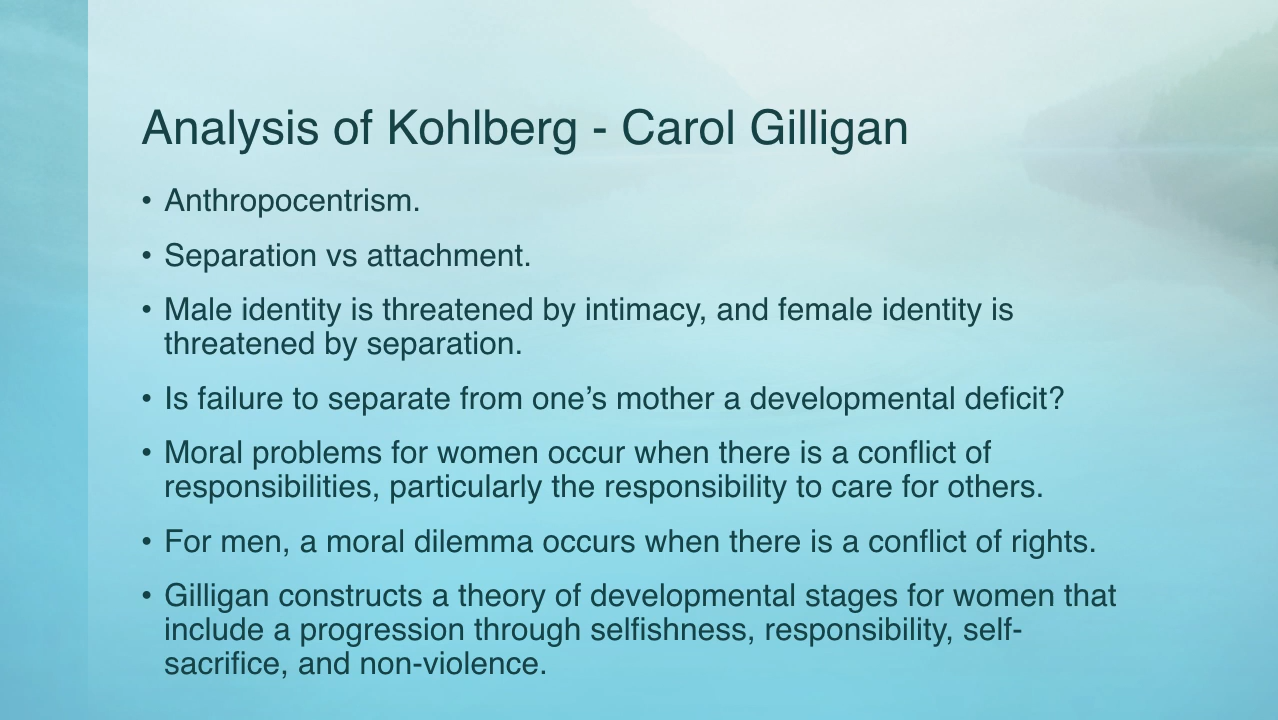 Analysis of Kohlberg - Carol Gilligan
• Anthropocentrism.
• Separation vs attachment.
• Male identity is threatened by intimacy, and female identity is
threatened by separation.
• Is failure to separate from one’s mother a developmental deficit?
• Moral problems for women occur when there is a conflict of
responsibilities, particularly the responsibility to care for others.
• For men, a moral dilemma occurs when there is a conflict of rights.
• Gilligan constructs a theory of developmental stages for women that
include a progression through selfishness, responsibility, self-
sacrifice, and non-violence.